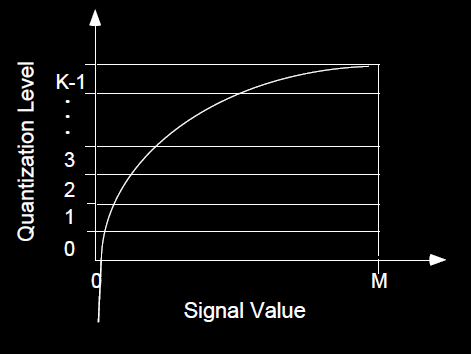 Quantization Level
K-1
.
.
.
3
2
1
0
0
M
Signal Value